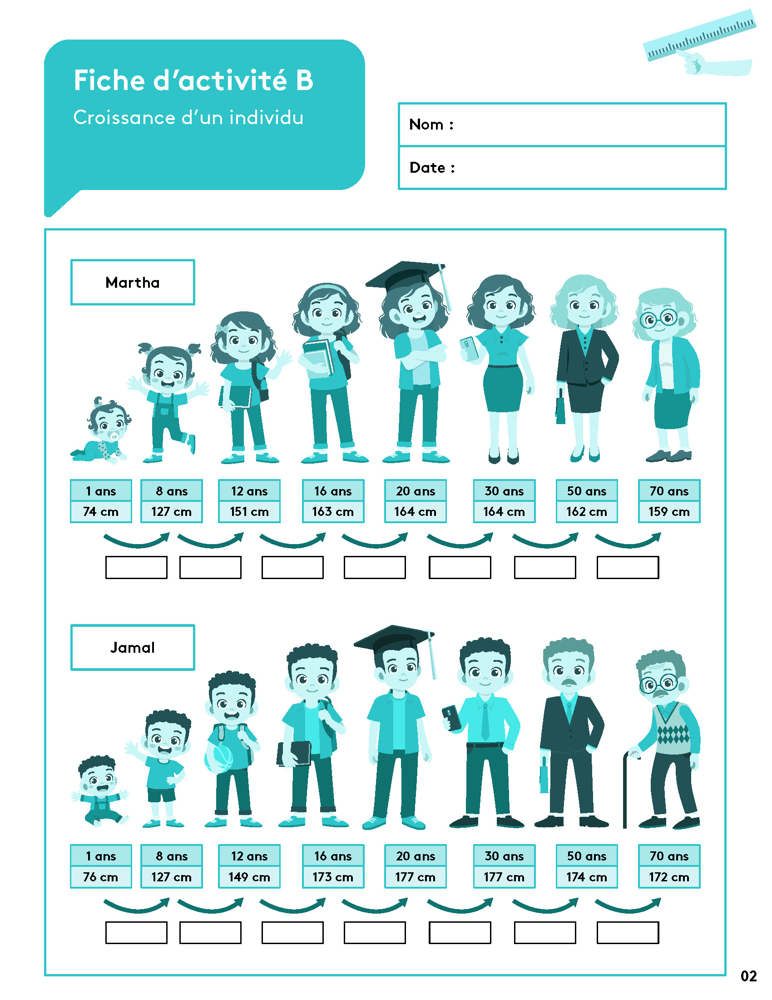 Fiche d’activité B
Croissance d’un individu
Nom :
Date :
Martha
1 ans 8 ans 12 ans 16 ans 20 ans 30 ans 50 ans 70 ans
74 cm 127 cm 151 cm 163 cm 164 cm 164 cm 162 cm 159 cm
Jamal
1 ans 8 ans 12 ans 16 ans 20 ans 30 ans 50 ans 70 ans
76 cm 127 cm 149 cm 173 cm 177 cm 177 cm 174 cm 172 cm
02